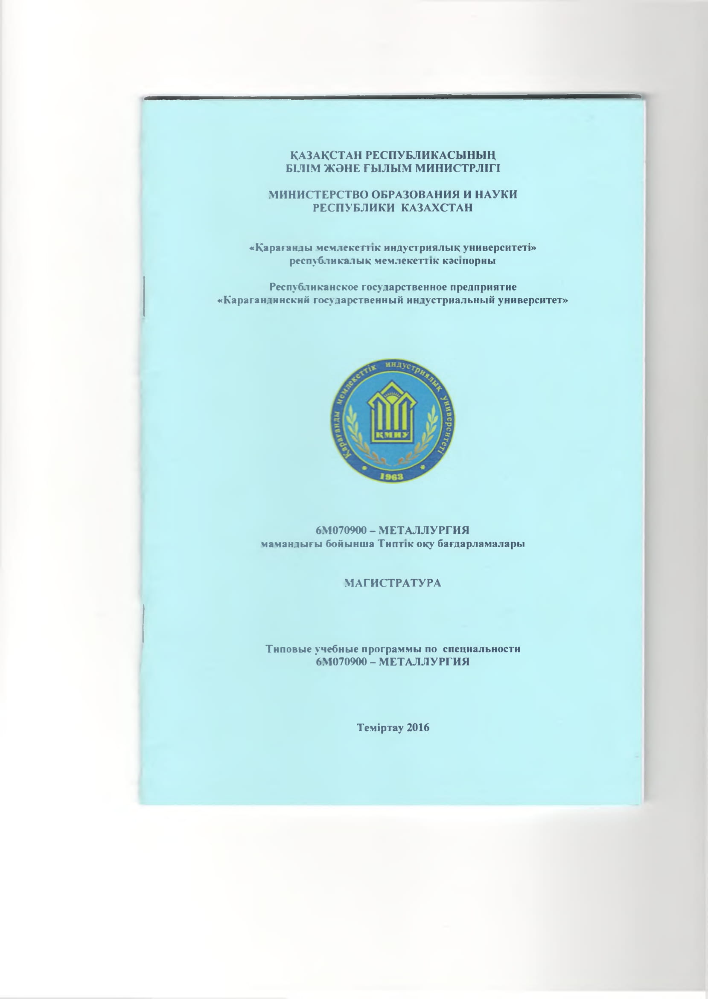 ҚАЗАҚСТАН РЕСПУБЛИКАСЫНЫҢ
БІЛІМ ЖӘНЕ ҒЫЛЫМ МИНИСТРЛІГІ
МИНИСТЕРСТВО ОБРАЗОВАНИЯ И НАУКИ
РЕСПУБЛИКИ КАЗАХСТАН
«Қарағанды мемлекеттік индустриялық университеті»
республикалық мемлекеттік кәсіпорны
Республиканское государственное предприятие
«Карагандинский государственный индустриальный университет»
Қарағанды мемлекеттік индустриялық университеті
ҚМИУ
* 1963 *
6М070900 – МЕТАЛЛУРГИЯ
мамандығы бойынша Типтік оқу бағдарламалары
МАГИСТРАТУРА
Типовые учебные программы по специальности
6М070900 – МЕТАЛЛУРГИЯ
Теміртау 2016